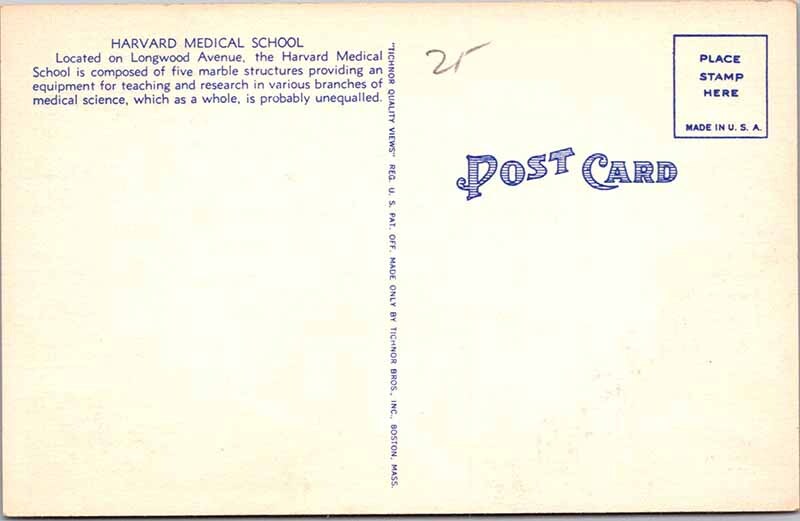 HARVARD MEDICAL SCHOOL
Located on Longwood Avenue, the Harvard Medical
School is composed of five marble structures providing an
equipment for teaching and research in various branches of
medical science, which as a whole, is probably unequalled.
"TICHNOR QUALITY VIEWS" REG. U. S. PAT. OFF. MADE ONLY BY TICHNOR BROS., INC., BOSTON, MASS.
25
POST CARD
PLACE
STAMP
HERE
MADE IN U. S. A.